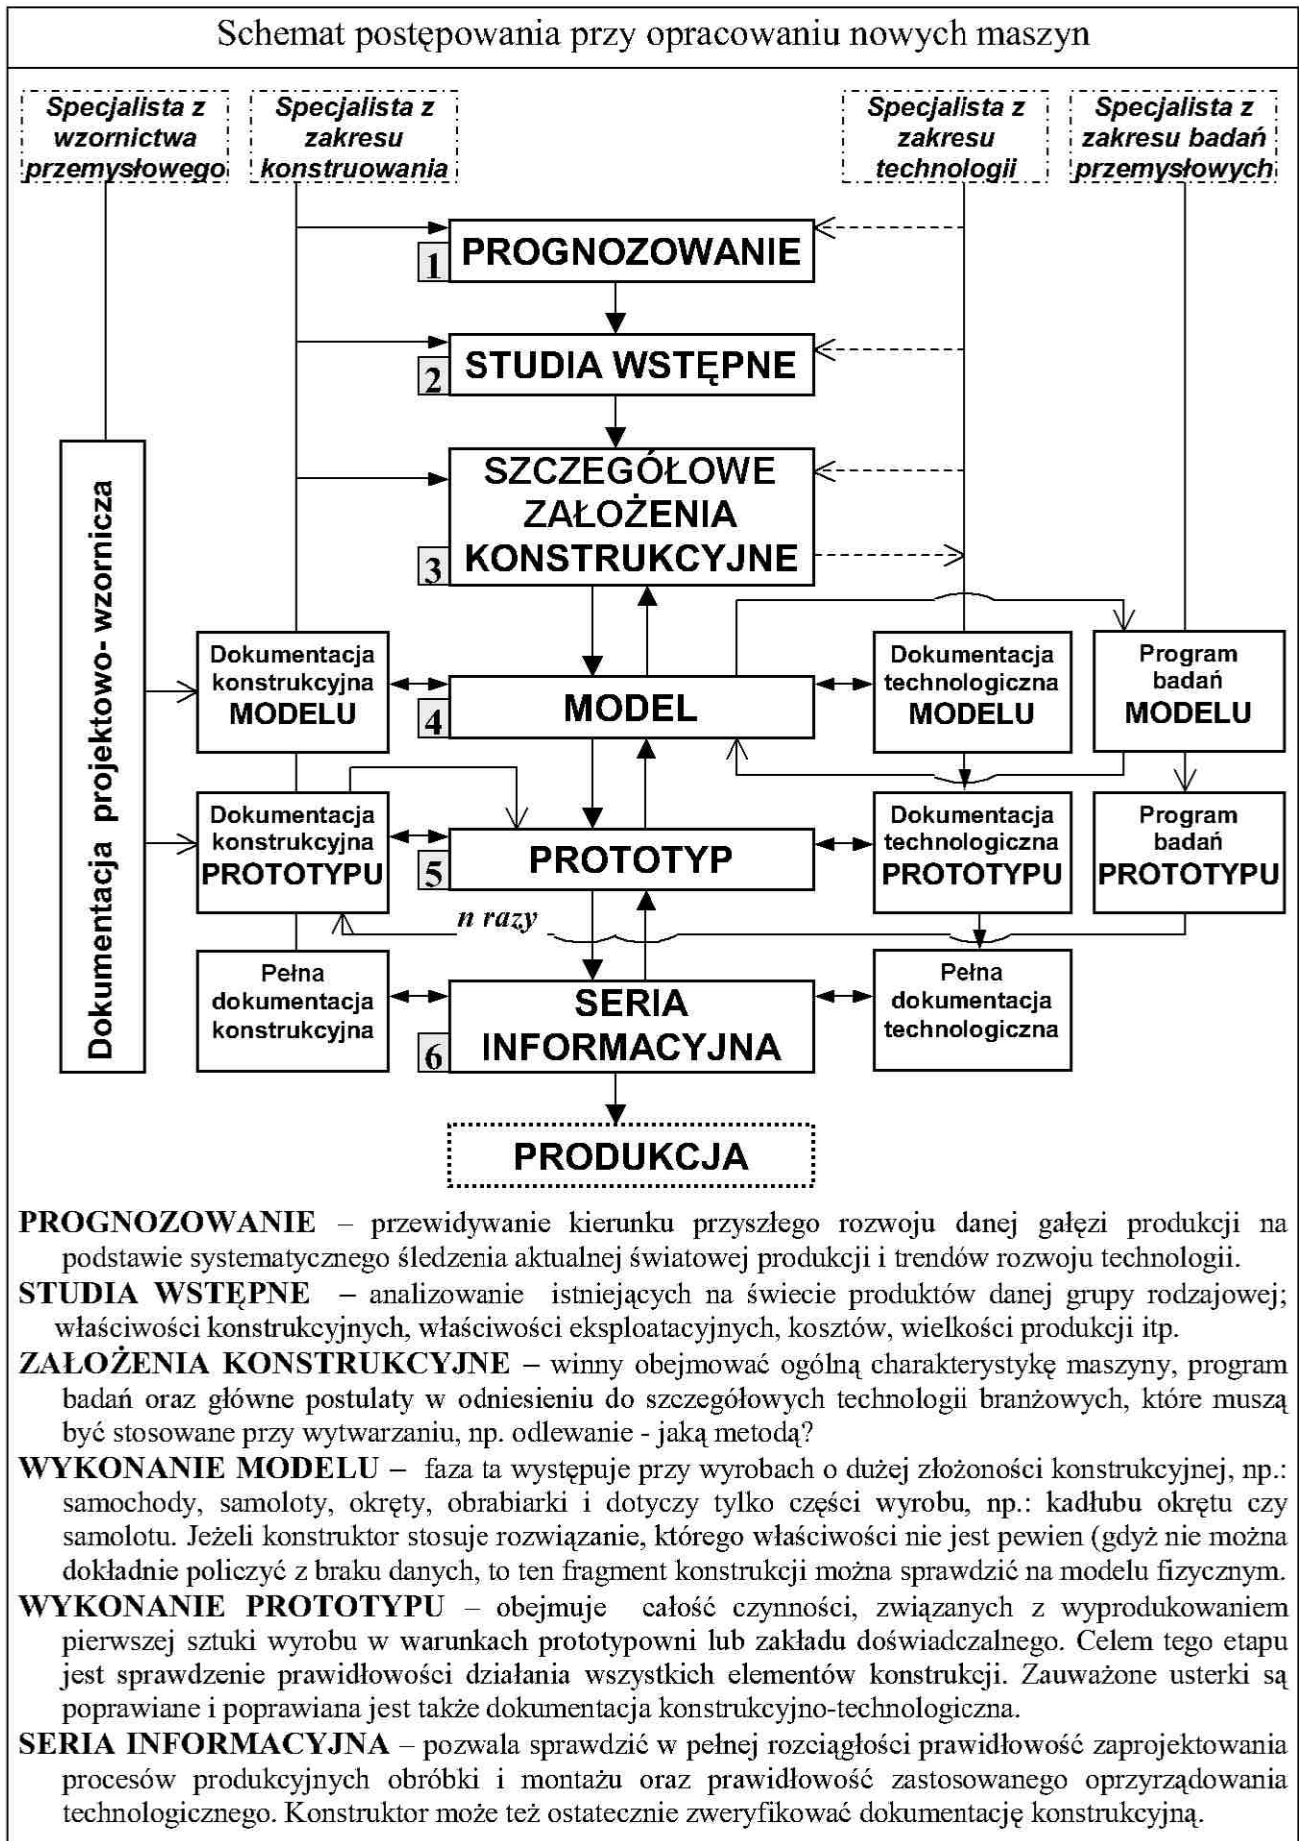 Schemat postępowania przy opracowaniu nowych maszyn
Specjalista z
wzornictwa
przemysłowego
Specjalista z
zakresu
konstruowania
Specjalista z
zakresu
technologii
Specjalista z
zakresu badań
przemysłowych
1
PROGNOZOWANIE
2
STUDIA WSTĘPNE
SZCZEGÓŁOWE
ZAŁOŻENIA
KONSTRUKCYJNE
3
Dokumentacja projektowo- wzornicza
Dokumentacja
konstrukcyjna
MODELU
4
MODEL
Dokumentacja
technologiczna
MODELU
Program
badań
MODELU
Dokumentacja
konstrukcyjna
PROTOTYPU
5
PROTOTYP
Dokumentacja
technologiczna
PROTOTYPU
Program
badań
PROTOTYPU
n razy
Pełna
dokumentacja
konstrukcyjna
6
SERIA
INFORMACYJNA
Pełna
dokumentacja
technologiczna
PRODUKCJA
PROGNOZOWANIE – przewidywanie kierunku przyszłego rozwoju danej gałęzi produkcji na
podstawie systematycznego śledzenia aktualnej światowej produkcji i trendów rozwoju technologii.
STUDIA WSTĘPNE – analizowanie istniejących na świecie produktów danej grupy rodzajowej;
właściwości konstrukcyjnych, właściwości eksploatacyjnych, kosztów, wielkości produkcji itp.
ZAŁOŻENIA KONSTRUKCYJNE – winny obejmować ogólną charakterystykę maszyny, program
badań oraz główne postulaty w odniesieniu do szczegółowych technologii branżowych, które muszą
być stosowane przy wytwarzaniu, np. odlewanie - jaką metodą?
WYKONANIE MODELU – faza ta występuje przy wyrobach o dużej złożoności konstrukcyjnej, np.:
samochody, samoloty, okręty, obrabiarki i dotyczy tylko części wyrobu, np.: kadłubu okrętu czy
samolotu. Jeżeli konstruktor stosuje rozwiązanie, którego właściwości nie jest pewien (gdyż nie można
dokładnie policzyć z braku danych, to ten fragment konstrukcji można sprawdzić na modelu fizycznym.
WYKONANIE PROTOTYPU – obejmuje całość czynności, związanych z wyprodukowaniem
pierwszej sztuki wyrobu w warunkach prototypowni lub zakładu doświadczalnego. Celem tego etapu
jest sprawdzenie prawidłowości działania wszystkich elementów konstrukcji. Zauważone usterki są
poprawiane i poprawiana jest także dokumentacja konstrukcyjno-technologiczna.
SERIA INFORMACYJNA – pozwala sprawdzić w pełnej rozciągłości prawidłowość zaprojektowania
procesów produkcyjnych obróbki i montażu oraz prawidłowość zastosowanego oprzyrządowania
technologicznego. Konstruktor może też ostatecznie zweryfikować dokumentację konstrukcyjną.